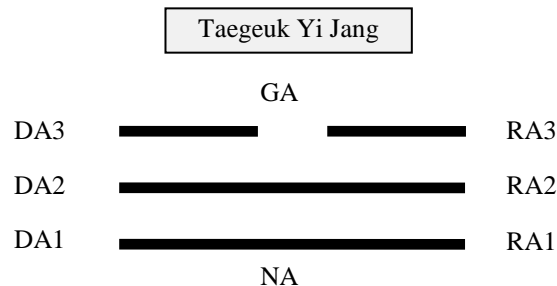 Taegeuk Yi Jang
GA
DA3 RA3
DA2 RA2
DA1 RA1
NA